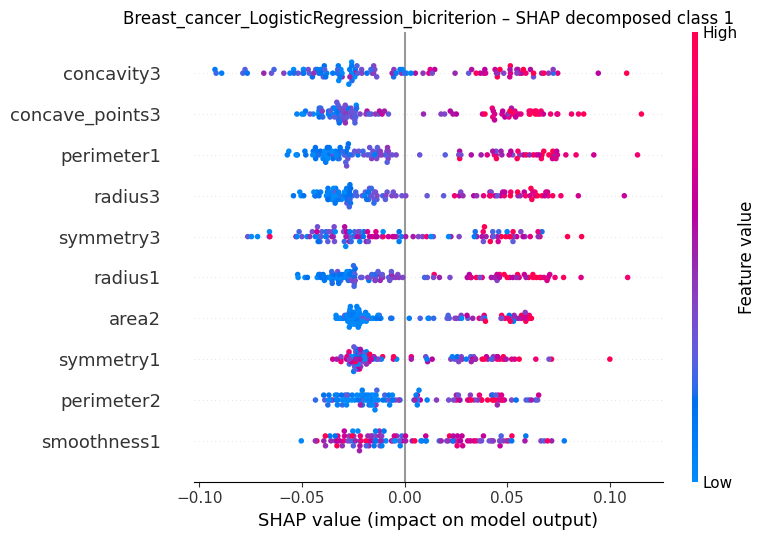 Breast_cancer_LogisticRegression_bicriterion – SHAP decomposed class 1
High
concavity3
concave_points3
perimeter1
radius3
symmetry3
radius1
area2
symmetry1
perimeter2
smoothness1
Feature value
Low
−0.10 −0.05 0.00 0.05 0.10
SHAP value (impact on model output)